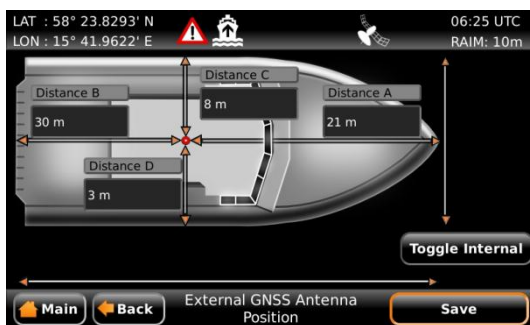 LAT : 58° 23.8293' N
06:25 UTC
LON : 15° 41.9622' E
RAIM: 10m
Distance C
8 m
Distance B
30 m
Distance A
21 m
Distance D
3 m
Toggle Internal
Main
Back
External GNSS Antenna
Position
Save